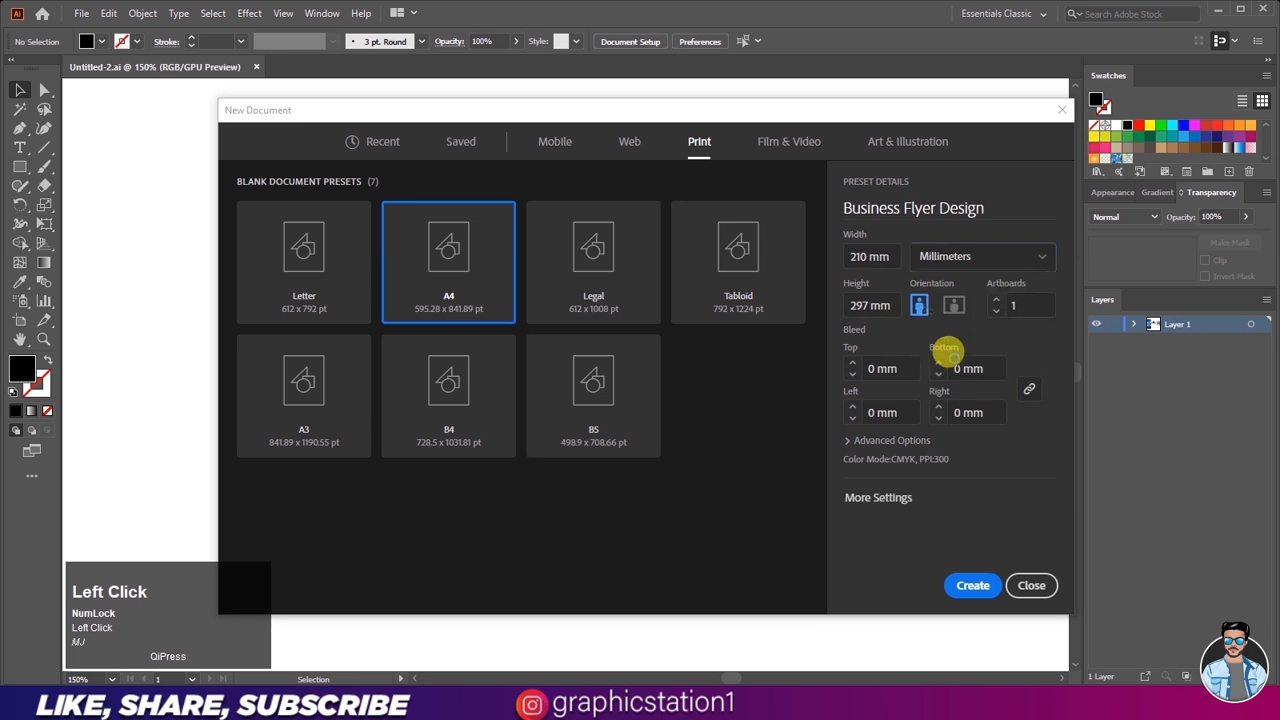 Ai File Edit Object Type Select Effect View Window Help Essentials Classic Search Adobe Stock
No Selection Stroke: 3 pt. Round Opacity: 100% Style: Document Setup Preferences
Untitled-2.ai @ 150% (RGB/GPU Preview)
Swatches
New Document
Recent Saved Mobile Web Print Film & Video Art & Illustration
BLANK DOCUMENT PRESETS (7)
Letter
612 x 792 pt
A4
595.28 x 841.89 pt
Legal
612 x 1008 pt
Tabloid
792 x 1224 pt
A3
841.89 x 1190.55 pt
B4
728.5 x 1031.81 pt
B5
498.9 x 708.66 pt
PRESET DETAILS
Business Flyer Design
Width
210 mm Millimeters
Height Orientation Artboards
297 mm 1
Bleed
Top Bottom
0 mm 0 mm
Left Right
0 mm 0 mm
Advanced Options
Color Mode:CMYK, PPI:300
More Settings
Create Close
Appearance Gradient Transparency
Normal Opacity: 100%
Make Mask
Clip
Invert Mask
Layers
Layer 1
Left Click
NumLock
Left Click
MJ
QiPress
150% 1 Selection 1 Layer
LIKE, SHARE, SUBSCRIBE graphicstation1